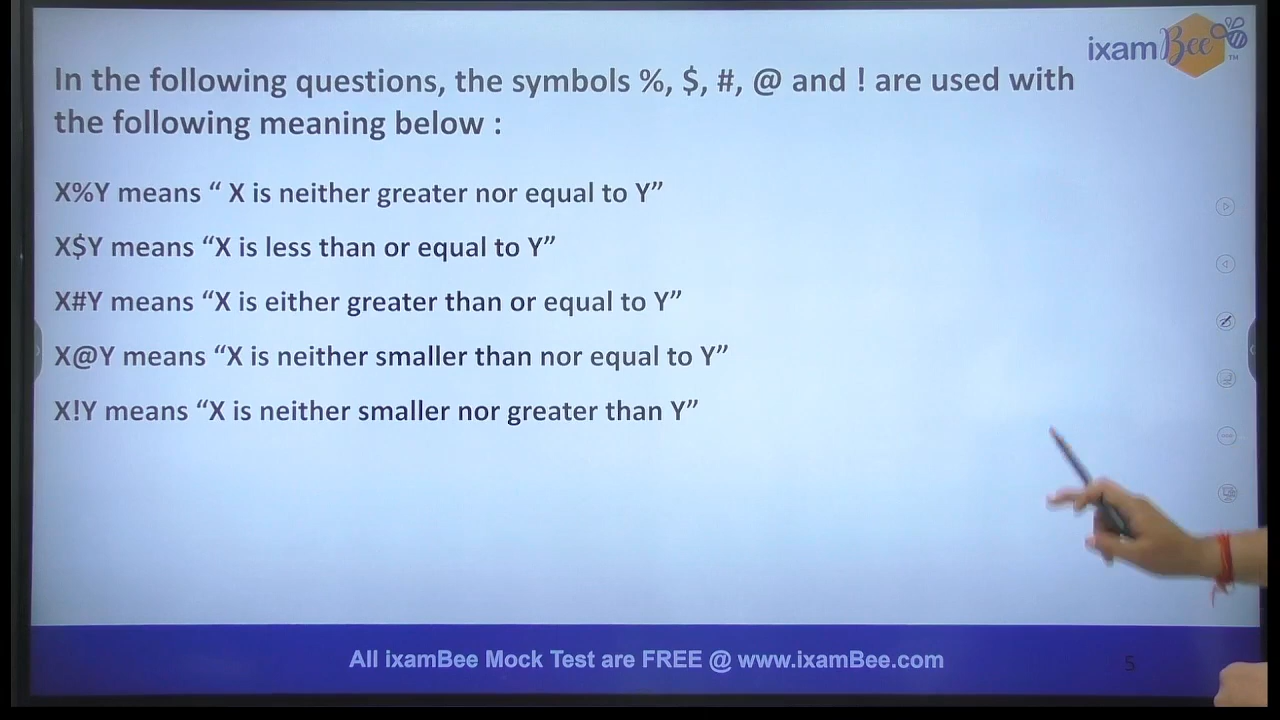 ixamBee™
In the following questions, the symbols %, $, #, @ and ! are used with
the following meaning below :
X%Y means “ X is neither greater nor equal to Y”
X$Y means “X is less than or equal to Y”
X#Y means “X is either greater than or equal to Y”
X@Y means “X is neither smaller than nor equal to Y”
X!Y means “X is neither smaller nor greater than Y”
All ixamBee Mock Test are FREE @ www.ixamBee.com
5